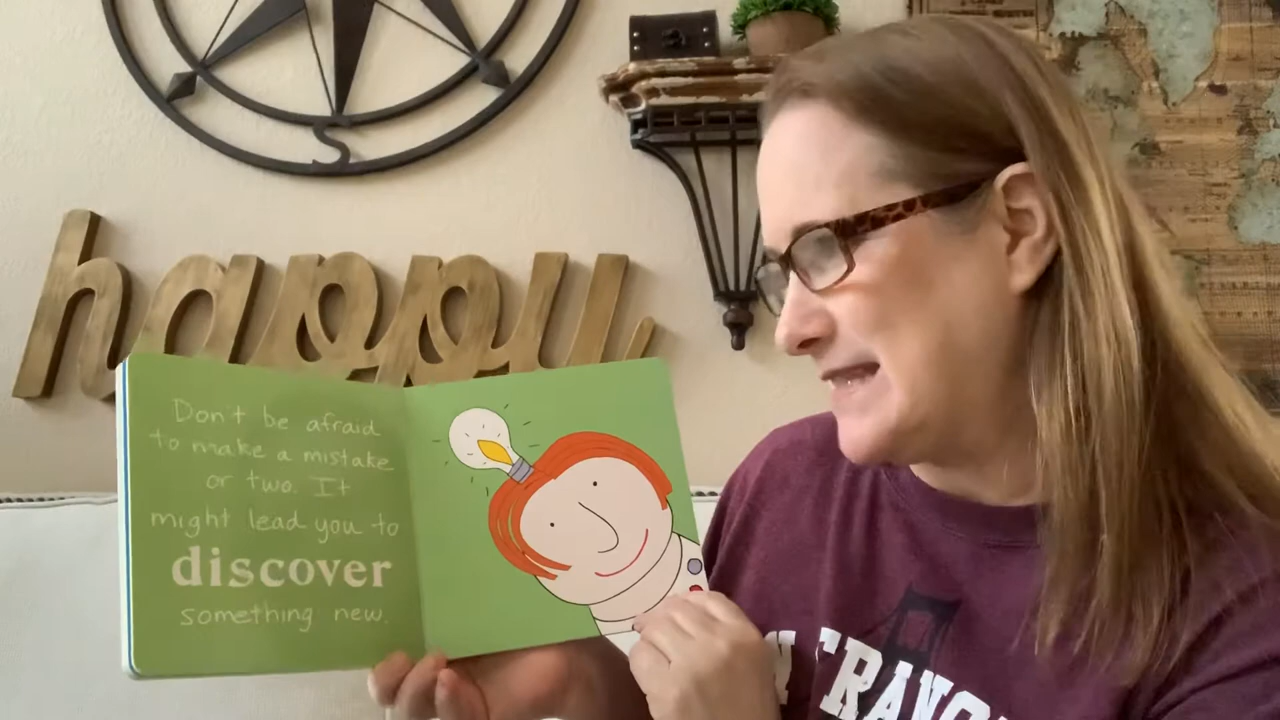 S
happy
Don't be afraid
to make a mistake
or two. It
might lead you to
discover
something new.